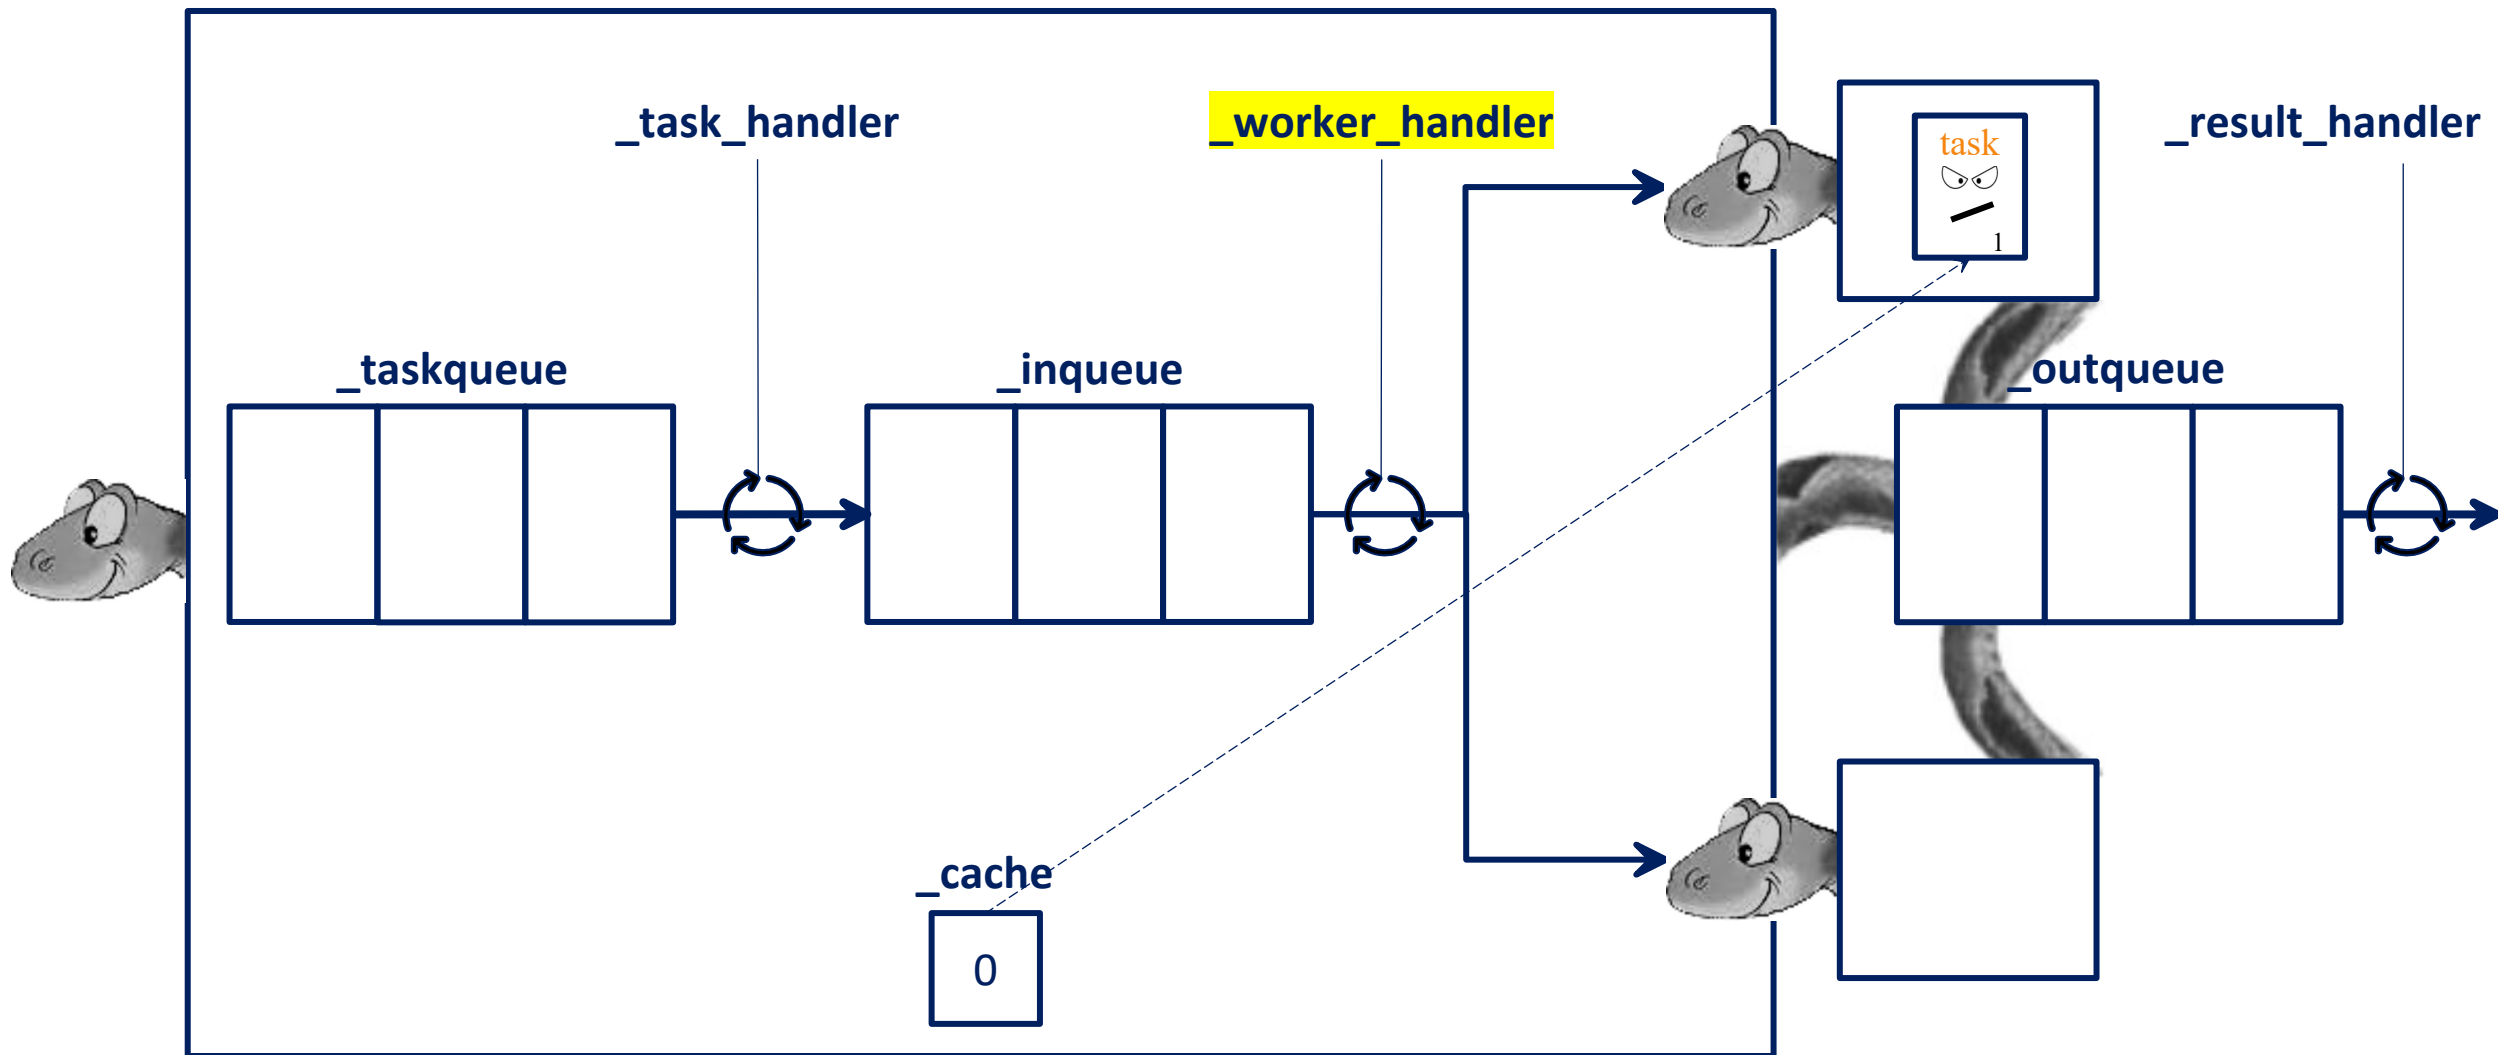 _task_handler
_worker_handler
_result_handler
task
1
_taskqueue
_inqueue
_outqueue
_cache
0